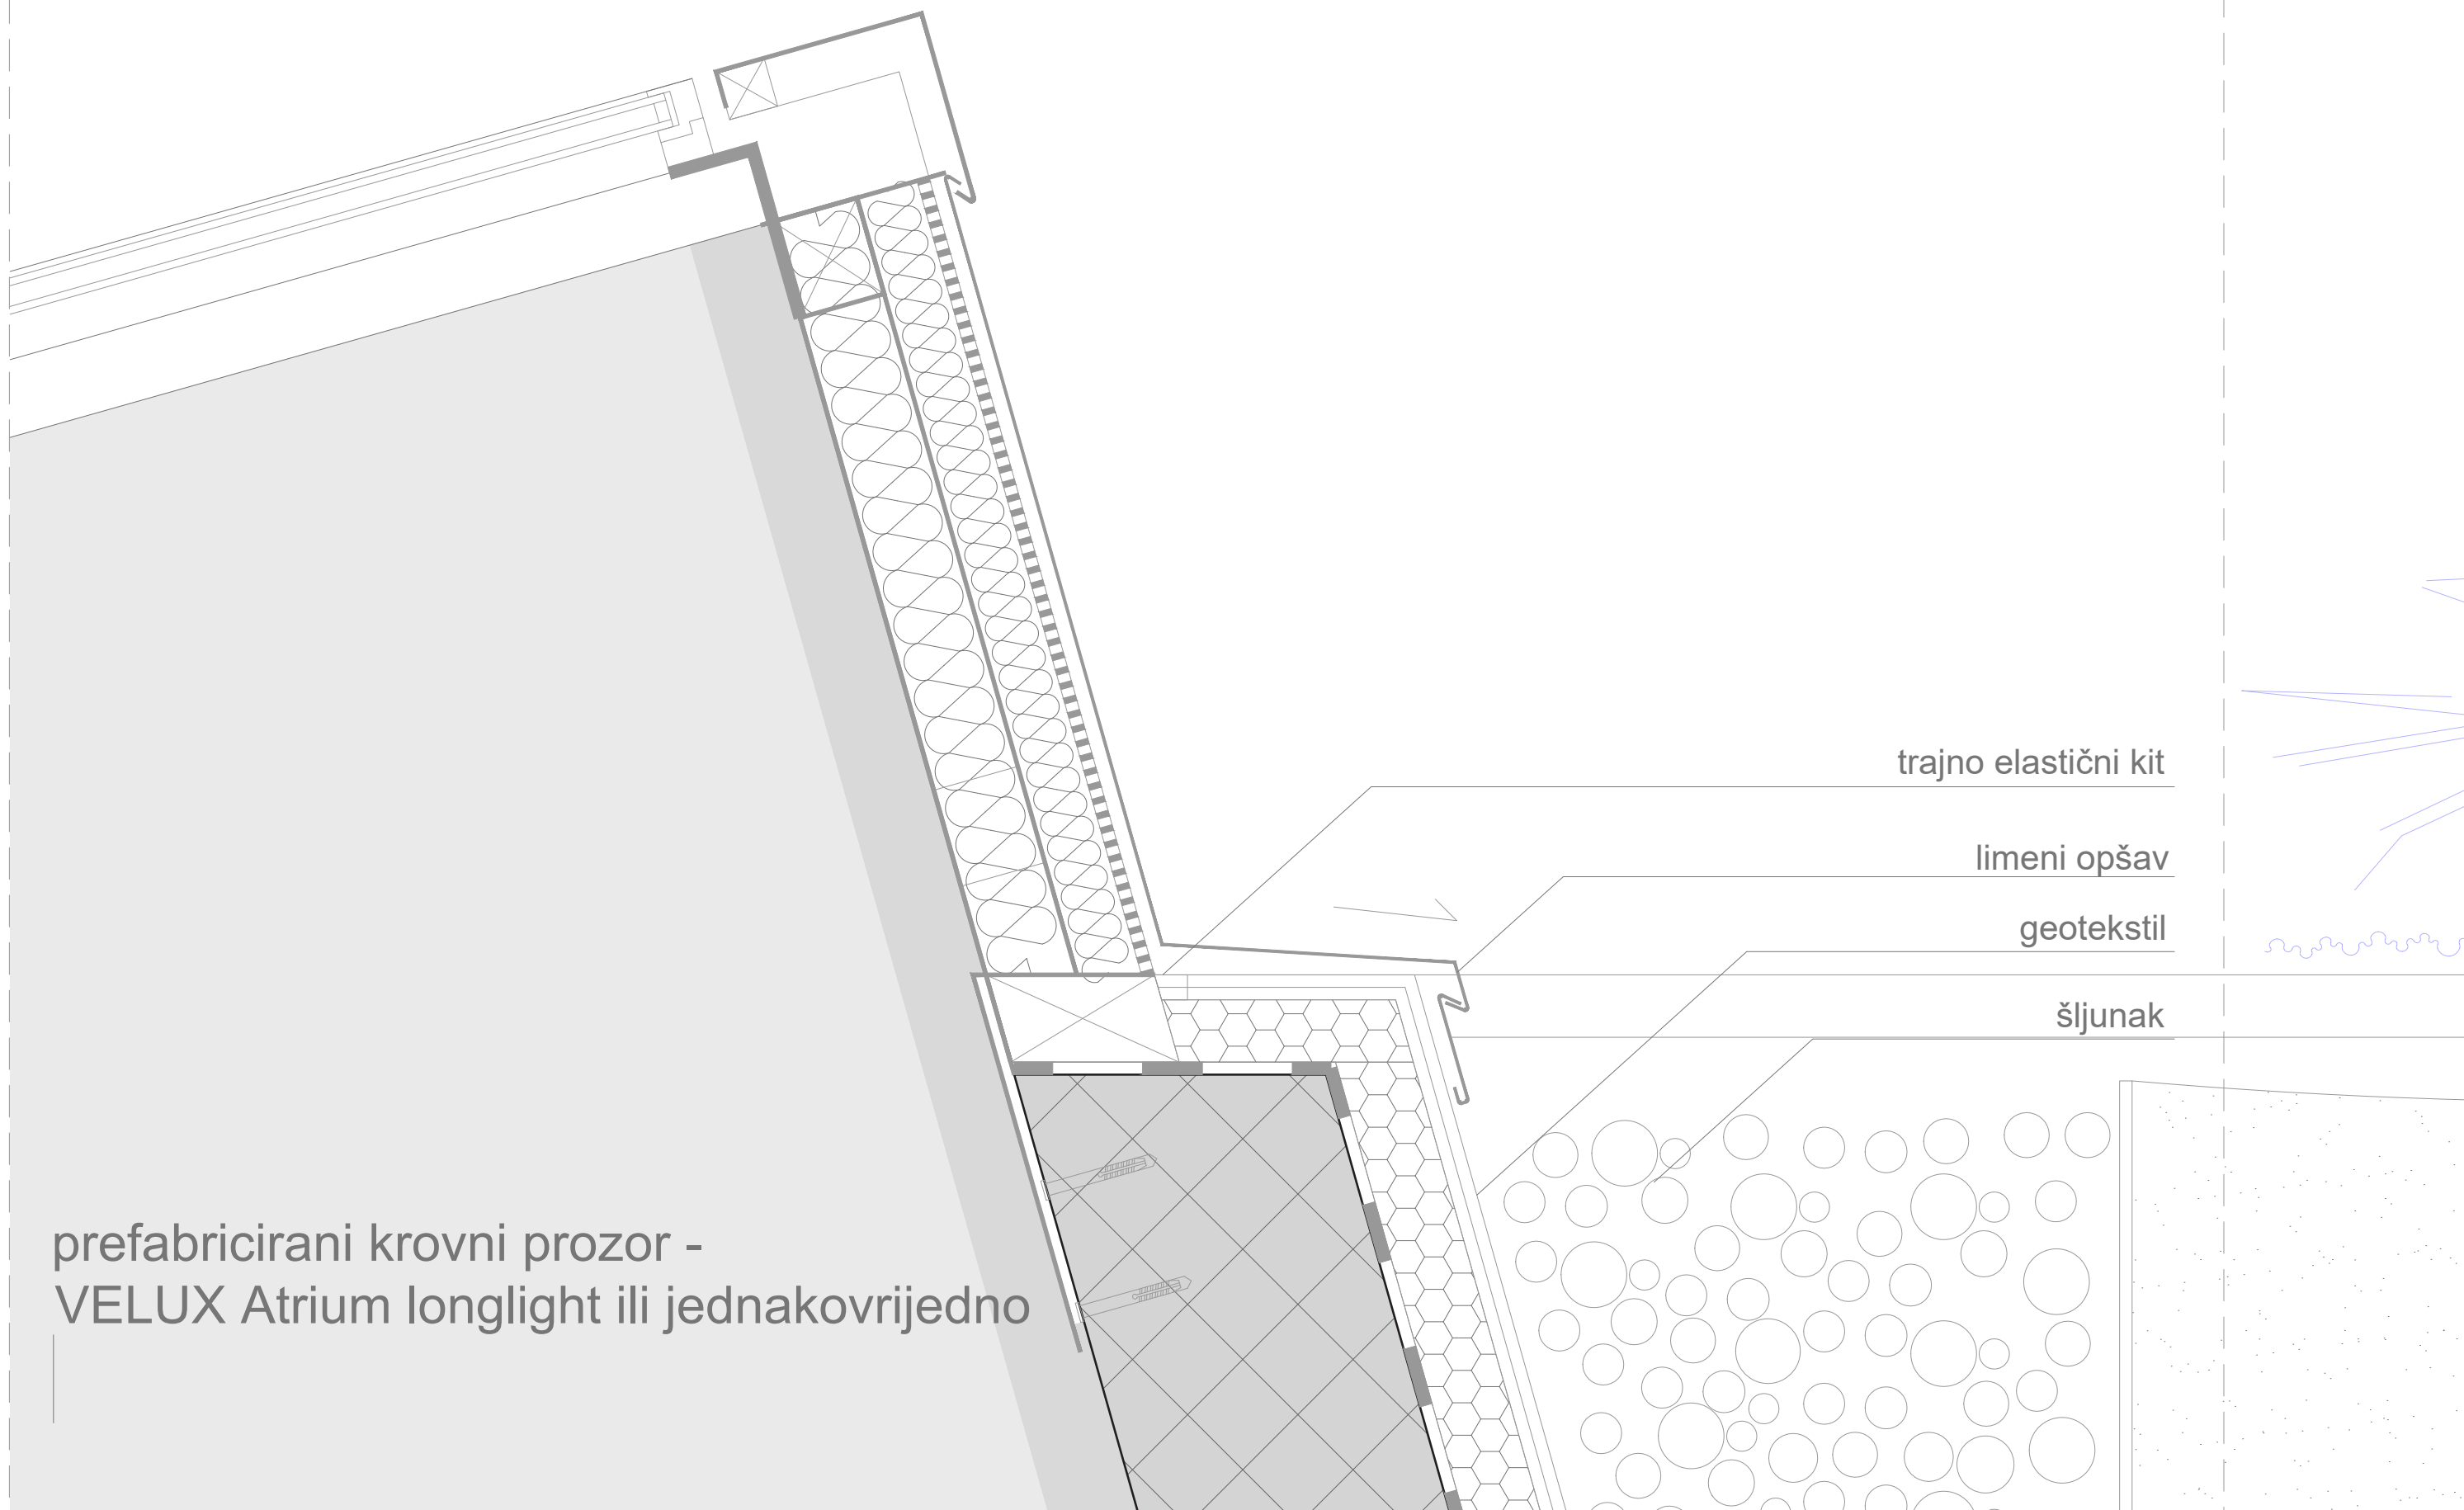 trajno elastični kit
limeni opšav
geotekstil
šljunak
prefabricirani krovni prozor -
VELUX Atrium longlight ili jednakovrijedno